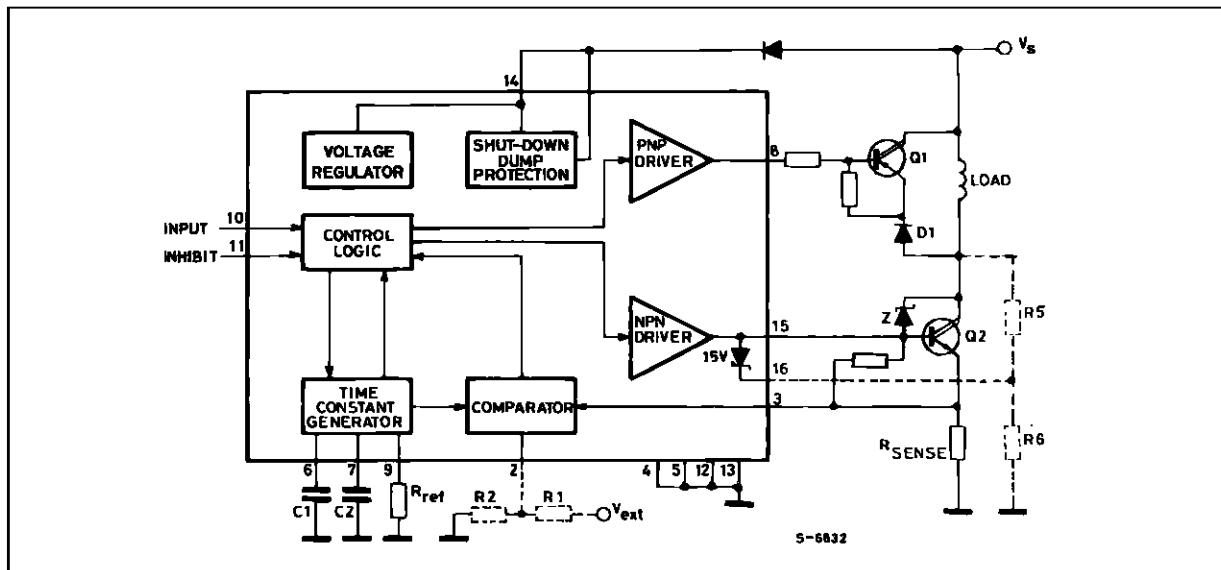 Vs
14
VOLTAGE
REGULATOR
SHUT-DOWN
DUMP
PROTECTION
PNP
DRIVER
8
Q1
LOAD
D1
INPUT
10
INHIBIT
11
CONTROL
LOGIC
NPN
DRIVER
15
15V
16
3
Z
Q2
R5
TIME
CONSTANT
GENERATOR
COMPARATOR
RSENSE
R6
6
7
9
2
4
5
12
13
C1
C2
Rref
R2
R1
Vext
S-6632